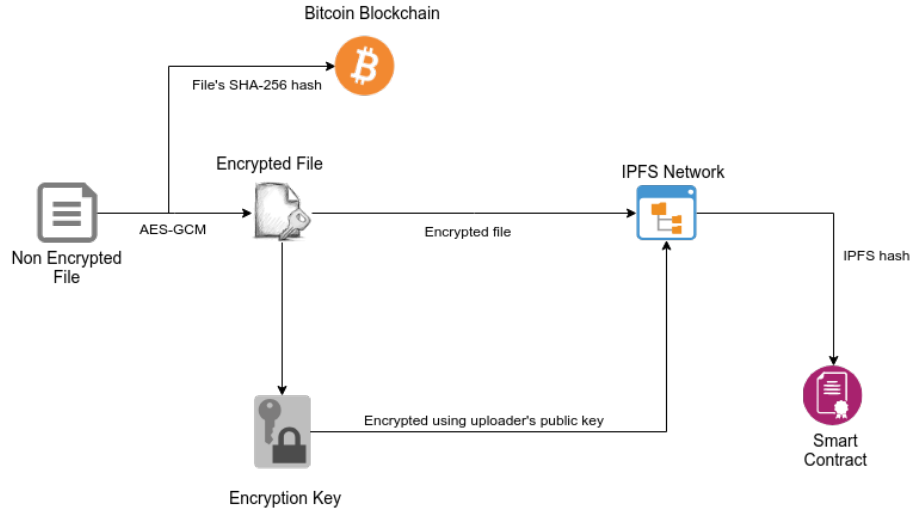 Bitcoin Blockchain
File's SHA-256 hash
Encrypted File
IPFS Network
AES-GCM
Encrypted file
Non Encrypted
File
IPFS hash
Encrypted using uploader's public key
Smart
Contract
Encryption Key